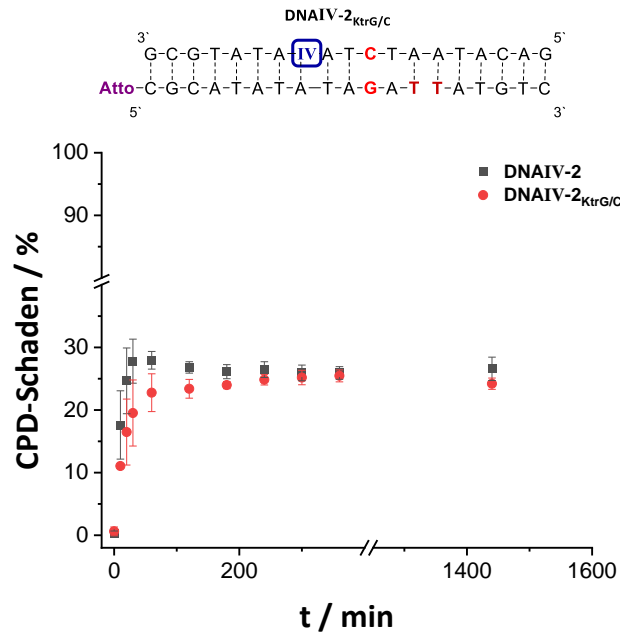 DNAIV-2KtrG/C
3` 5`
G-C-G-T-A-T-A-IV-A-T-C-T-A-A-T-A-C-A-G
Atto-C-G-C-A-T-A-T-A-T-A-G-A-T-T-A-T-G-T-C
5` 3`
DNAIV-2
DNAIV-2KtrG/C
100
90
30
20
10
0
CPD-Schaden / %
0 200 1400 1600
t / min